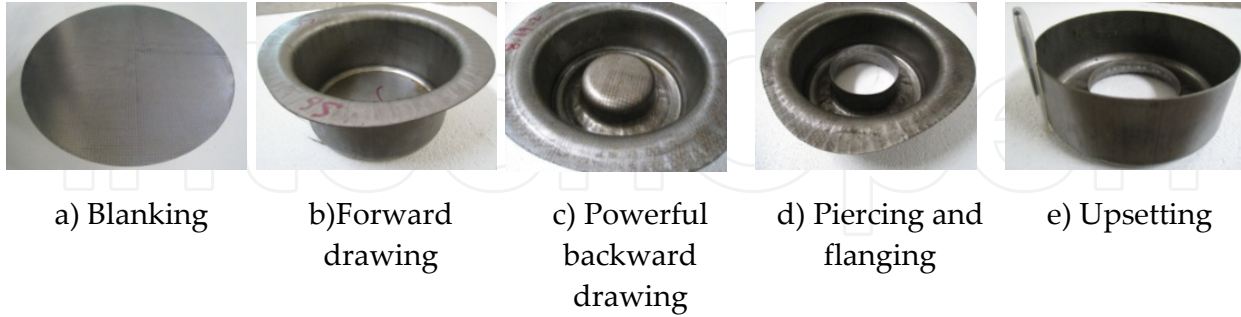 a) Blanking
b)Forward
drawing
c) Powerful
backward
drawing
d) Piercing and
flanging
e) Upsetting